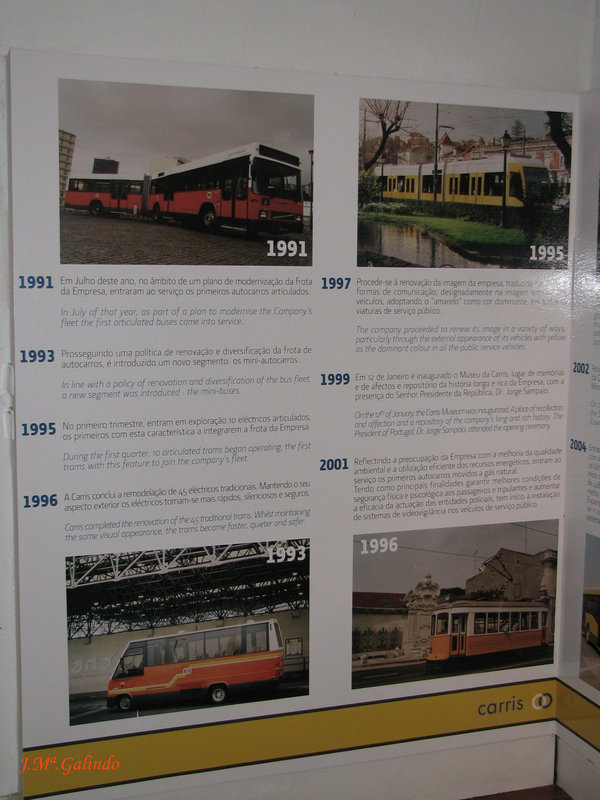 1991
1995
1991 Em Julho deste ano, no âmbito de um plano de modernização da frota
da Empresa, entraram ao serviço os primeiros autocarros articulados.
In July of that year, as part of a plan to modernise the Company's
fleet the first articulated buses came into service.
1993 Prosseguindo uma política de renovação e diversificação da frota de
autocarros, é introduzido um novo segmento: os mini-autocarros.
In line with a policy of renovation and diversification of the bus fleet,
a new segment was introduced : the mini-buses.
1995 No primeiro trimestre, entram em exploração 10 eléctricos articulados,
os primeiros com esta característica a integrarem a frota da Empresa.
During the first quarter, 10 articulated trams began operating, the first
trams with this feature to join the company's fleet.
1996 A Carris conclui a remodelação de 45 eléctricos tradicionais. Mantendo o seu
aspecto exterior os eléctricos tornam-se mais rápidos, silenciosos e seguros.
Carris completed the renovation of the 45 traditional trams. Whilst maintaining
the same visual appearance, the trams became faster, quieter and safer.
1993
1997 Procede-se à renovação da imagem da empresa, traduzida
formas de comunicação, designadamente na imagem
veículos, adoptando o "amarelo" como cor dominante, em
viaturas de serviço público.
The company proceeded to renew its image in a variety of ways,
particularly through the external appearance of its vehicles with yellow
as the dominant colour in all the public service vehicles.
1999 Em 12 de Janeiro é inaugurado o Museu da Carris, lugar de memórias
e de afectos e repositório da história longa e rica da Empresa, com a
presença do Senhor Presidente da República, Dr. Jorge Sampaio.
On the 12th of January, the Carris Museum was inaugurated. A place of recollection
and affection and a repository of the company's long and rich history. The
President of Portugal, Dr. Jorge Sampaio, attended the opening ceremony.
2001 Reflectindo a preocupação da Empresa com a melhoria da qualidade
ambiental e a utilização eficiente dos recursos energéticos, entram ao
serviço os primeiros autocarros movidos a gás natural.
Tendo como principais finalidades garantir melhores condições de
segurança física e psicológica aos passageiros e tripulantes e aumentar
a eficácia da actuação das entidades policiais, tem início a instalação
de sistemas de videovigilância nos veículos de serviço público.
1996
carris
2002
2004
J.Mª.Galindo